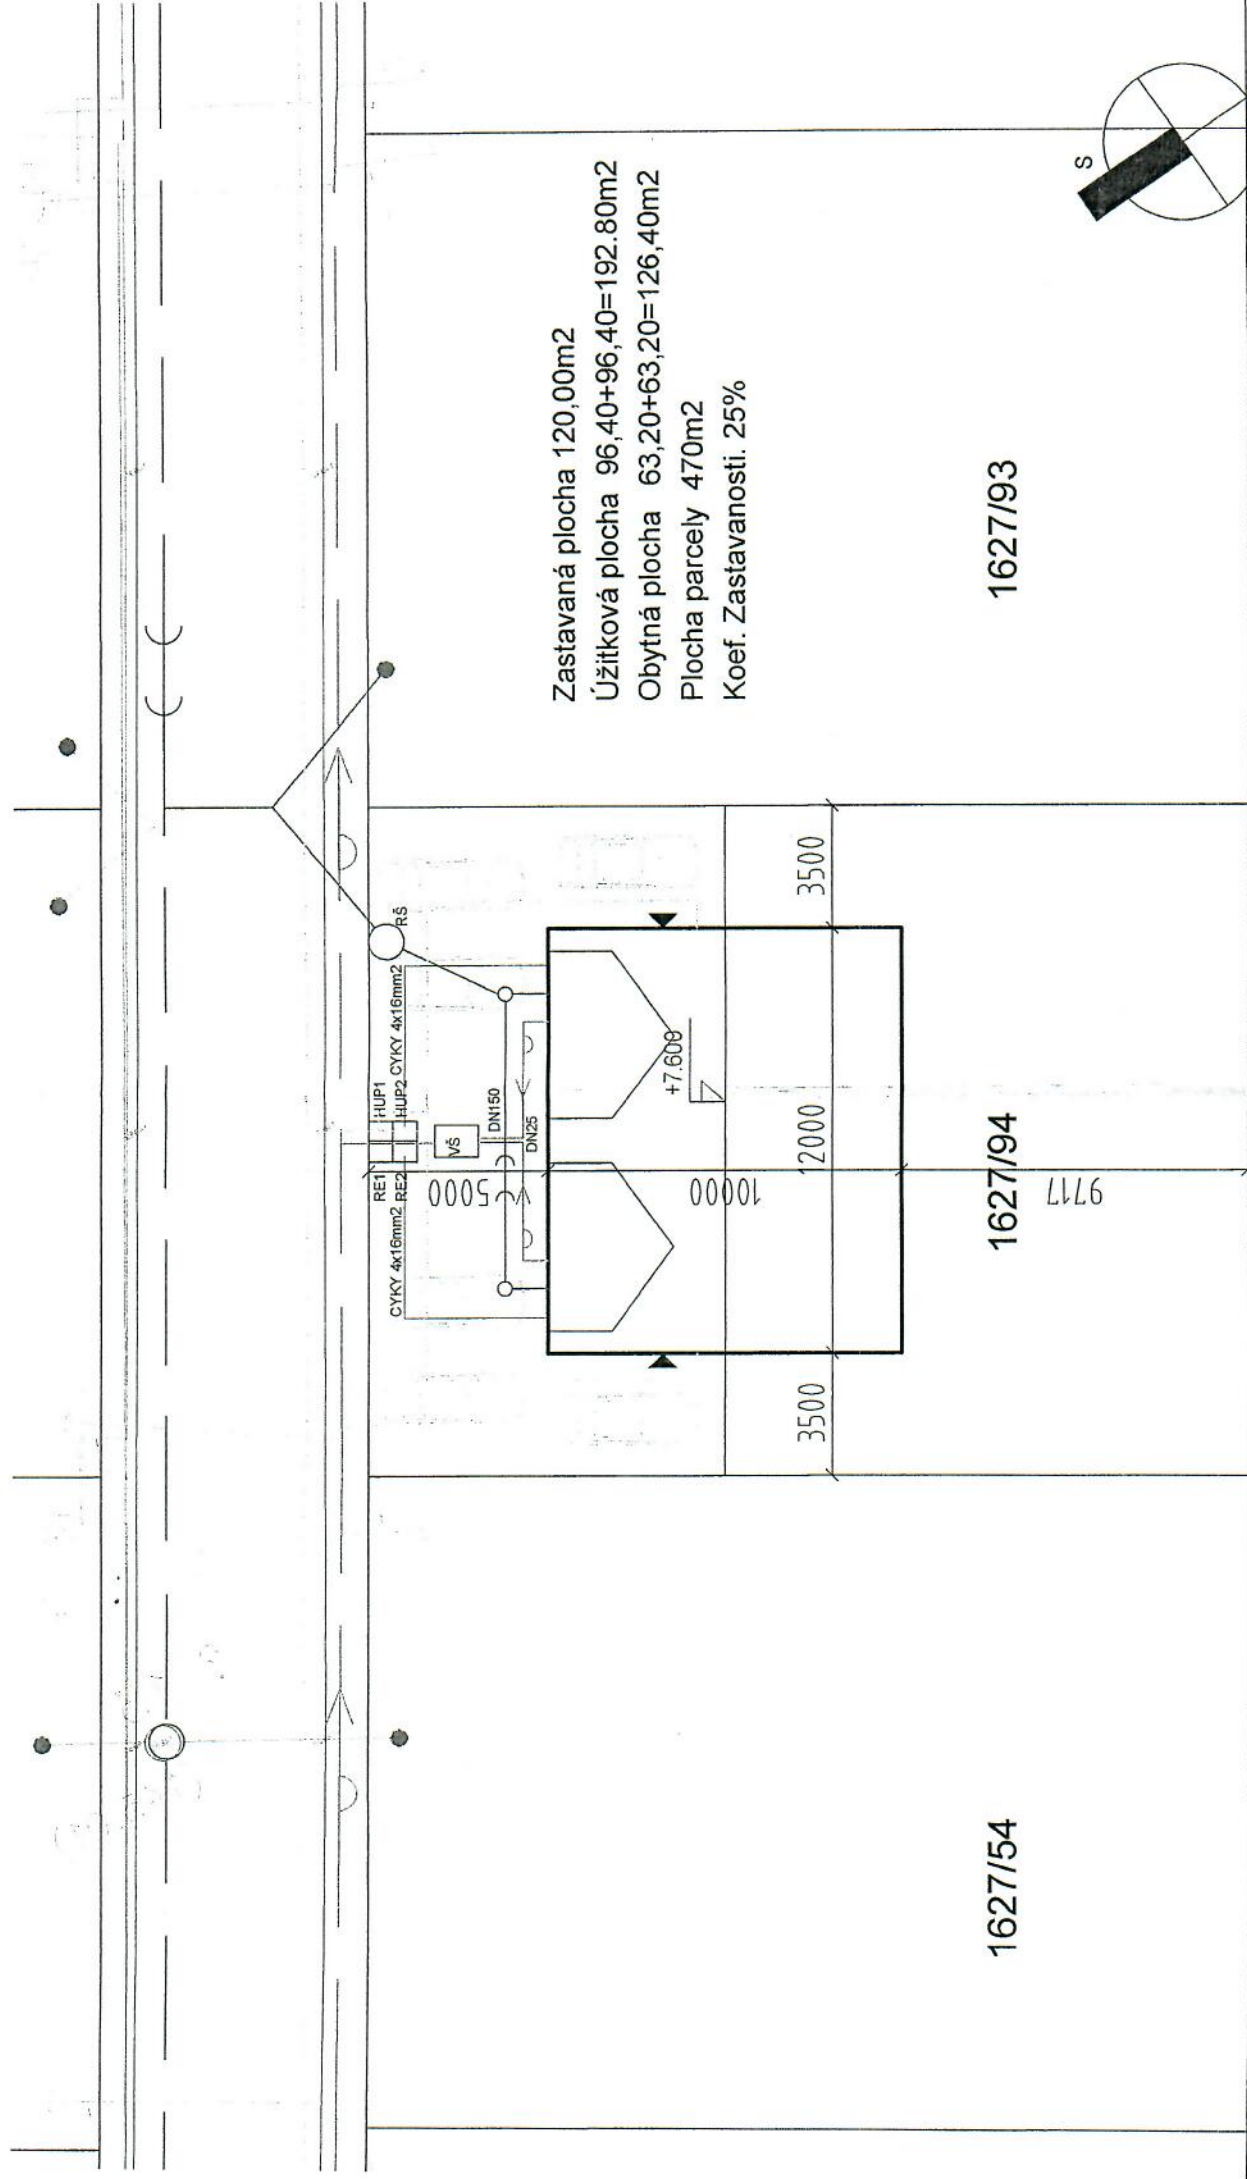 S
Zastavaná plocha 120,00m2
Úžitková plocha 96,40+96,40=192.80m2
Obytná plocha 63,20+63,20=126,40m2
Plocha parcely 470m2
Koef. Zastavanosti. 25%
1627/93
RŠ
CYKY 4x16mm2
HUP1
HUP2
VŠ
DN150
DN25
RE1
RE2
CYKY 4x16mm2
5000
+7.600
3500
12000
10000
3500
1627/94
9717
1627/54